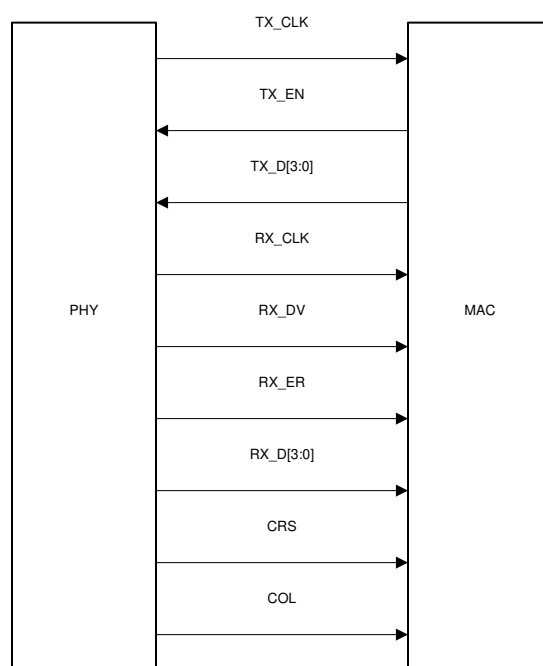 TX_CLK
TX_EN
TX_D[3:0]
RX_CLK
PHY
RX_DV
MAC
RX_ER
RX_D[3:0]
CRS
COL